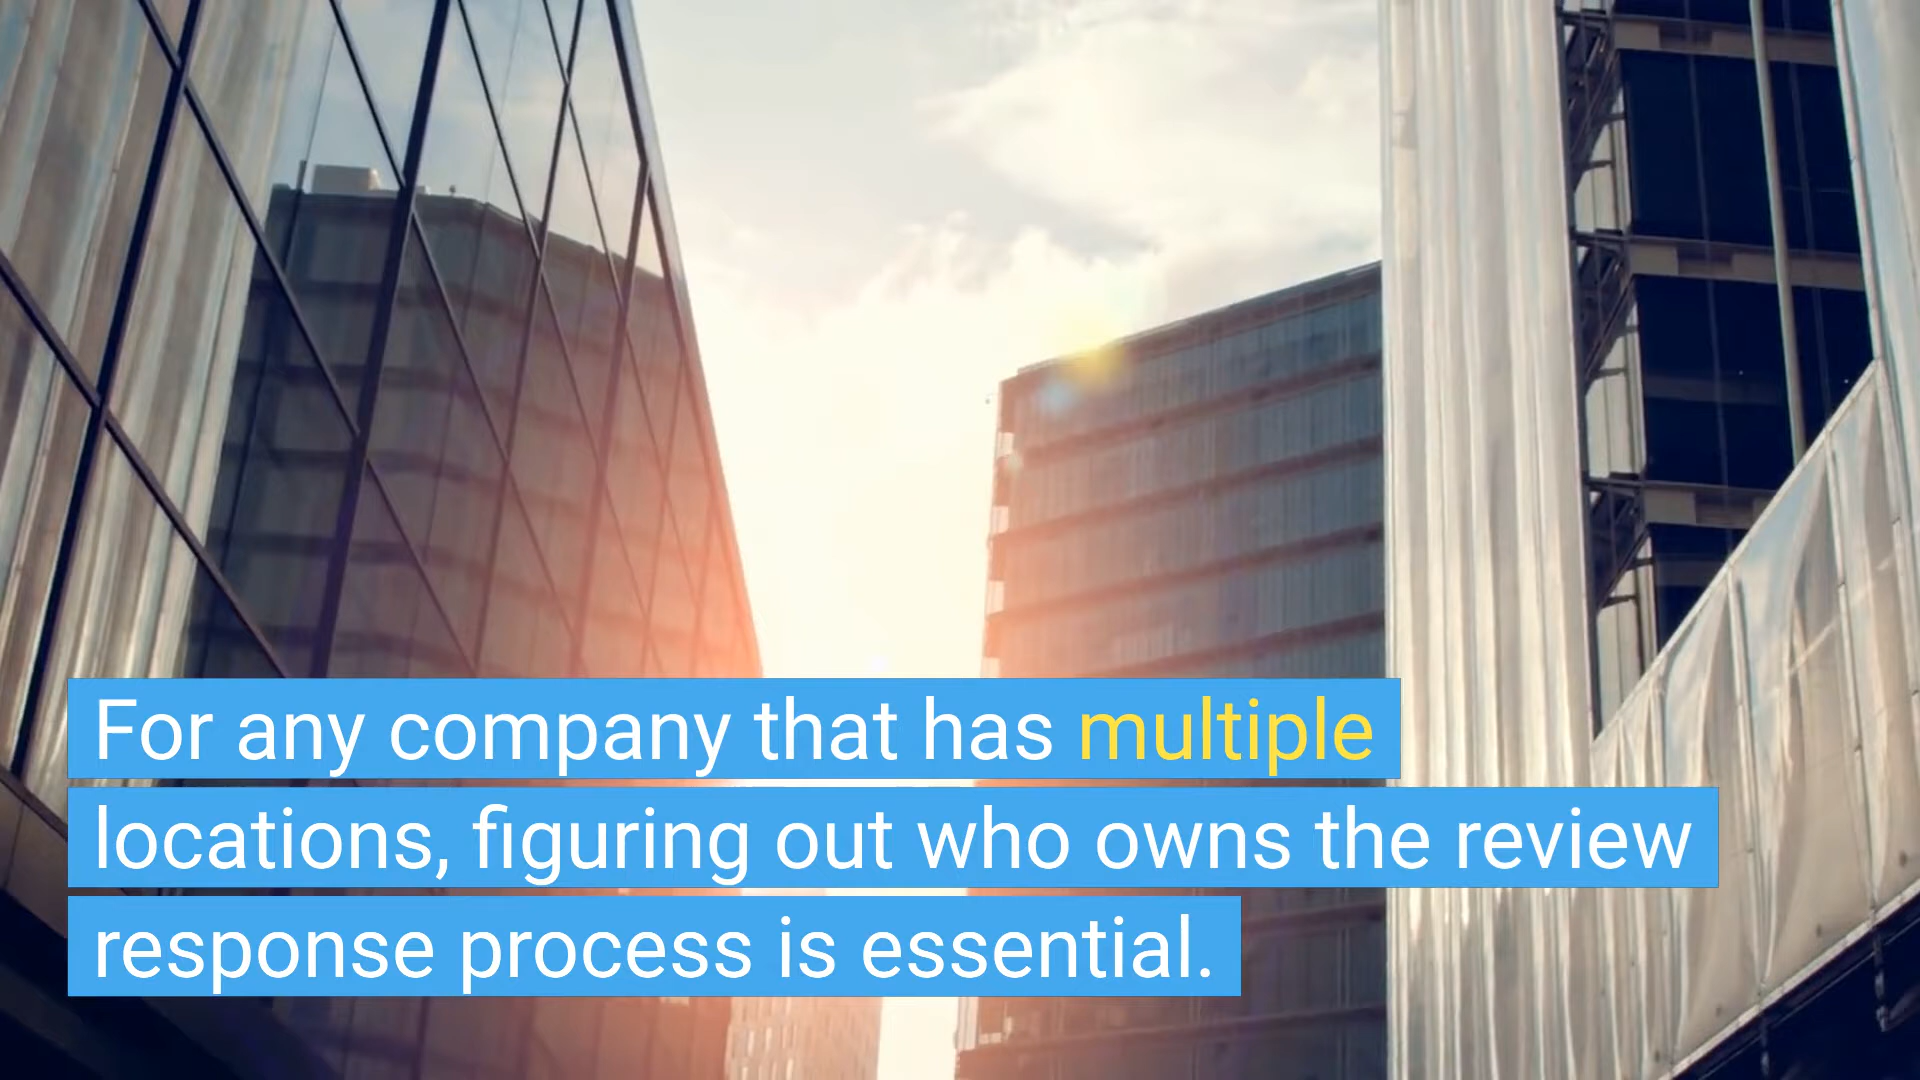 For any company that has multiple
locations, figuring out who owns the review
response process is essential.